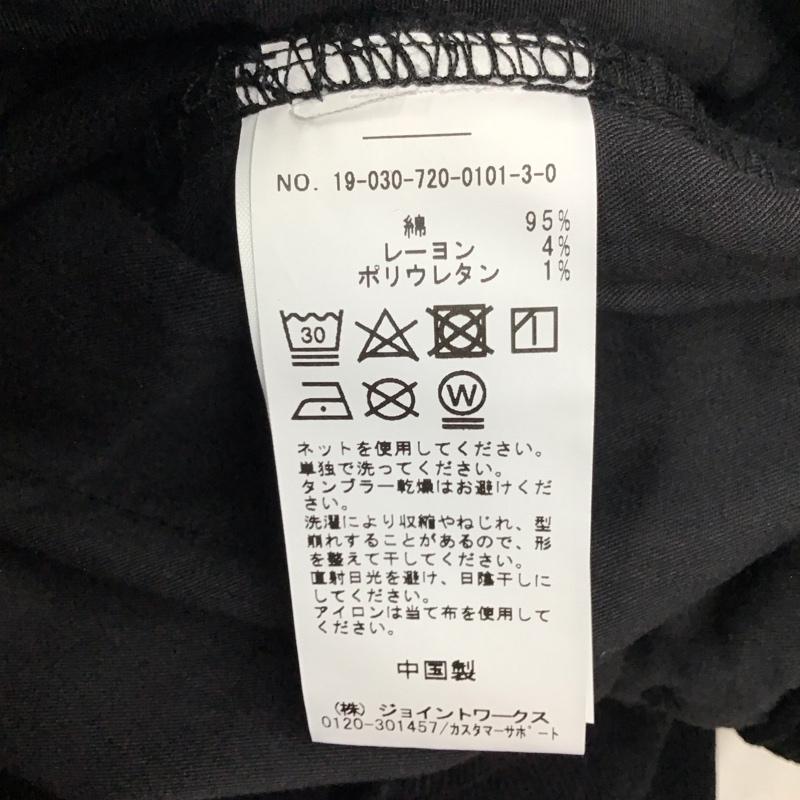 NO. 19-030-720-0101-3-0
綿 95%
レーヨン 4%
ポリウレタン 1%
30
W
ネットを使用してください。
単独で洗ってください。
タンブラー乾燥はお避けくだ
さい。
洗濯により収縮やねじれ、型
崩れすることがあるので、形
を整えて干してください。
直射日光を避け、日陰干しに
してください。
アイロンは当て布を使用して
ください。
中国製
(株) ジョイントワークス
0120-301457/カスタマーサポート